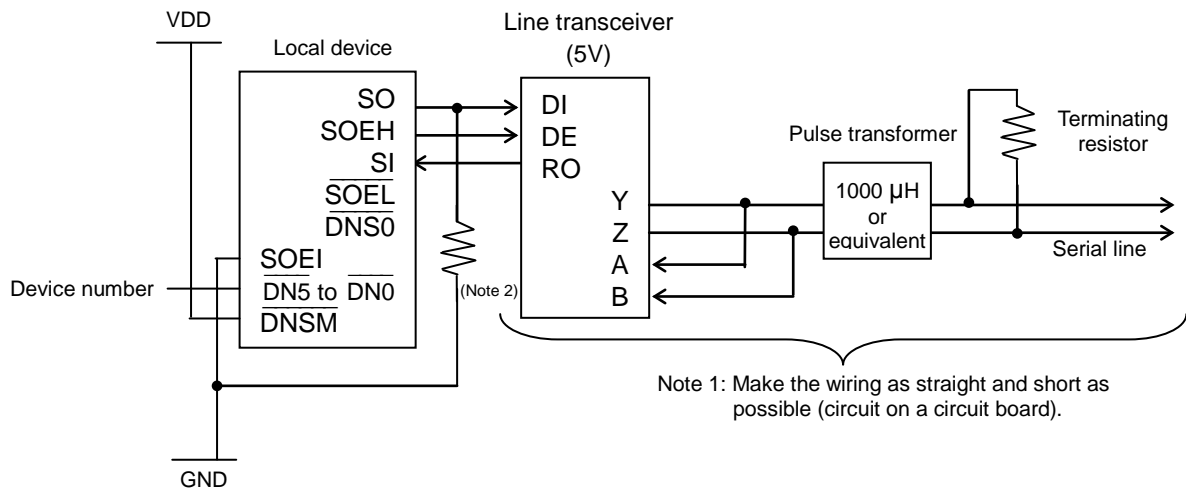 VDD
Local device
Line transceiver
(5V)
SO
SOEH
SI
SOEL
DNS0
SOEI
DN5 to DN0
DNSM
Device number
(Note 2)
DI
DE
RO
Y
Z
A
B
Pulse transformer
1000 µH
or
equivalent
Terminating
resistor
Serial line
Note 1: Make the wiring as straight and short as
possible (circuit on a circuit board).
GND